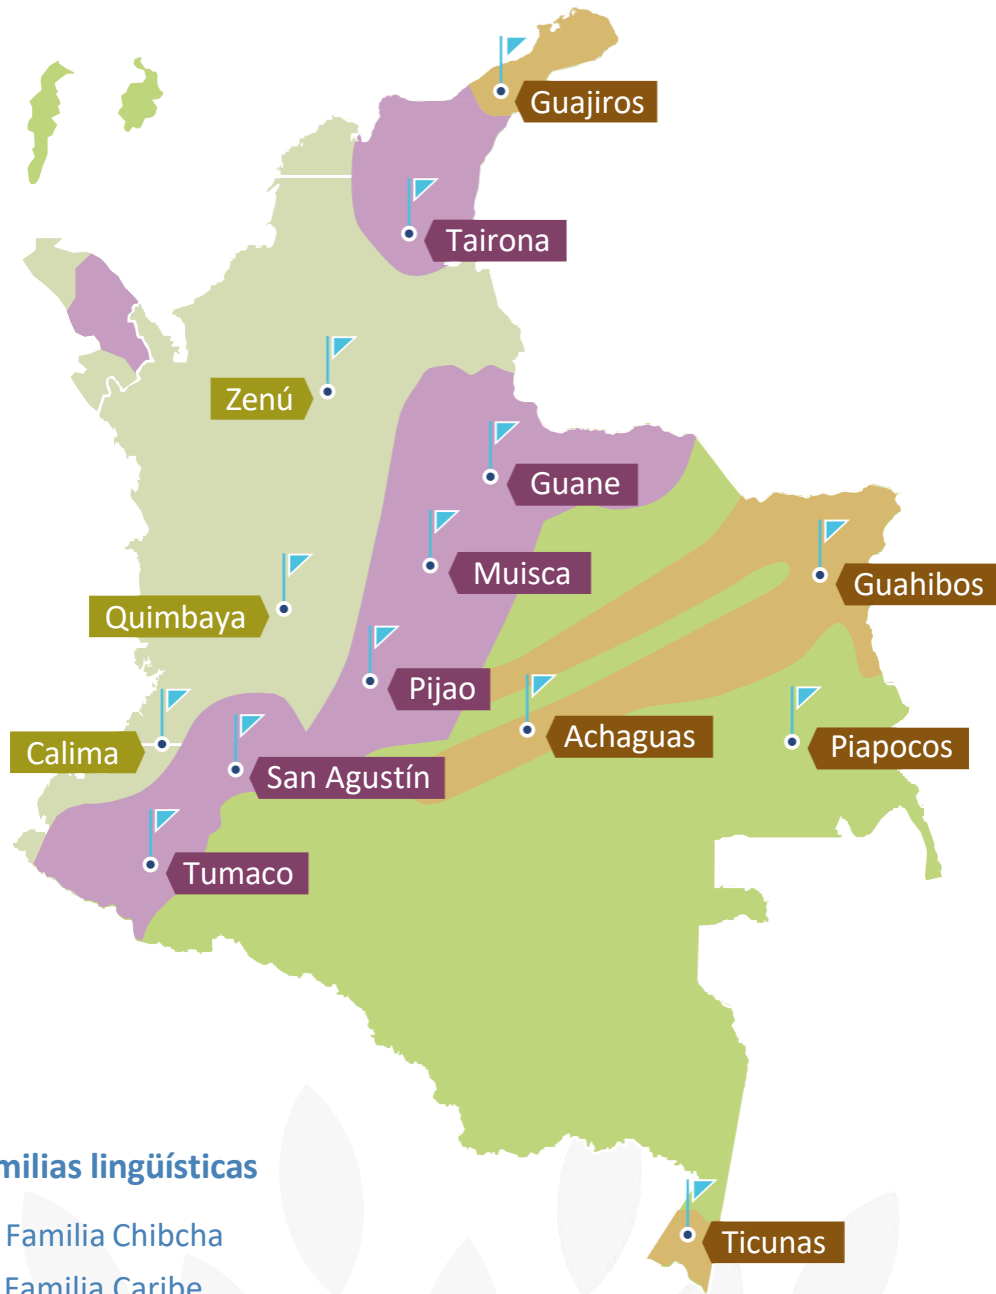 Guajiros
Tairona
Zenú
Guane
Muisca
Guahibos
Quimbaya
Pijao
Achaguas
Piapocos
Calima
San Agustín
Tumaco
milias lingüísticas
Familia Chibcha
Ticunas
Familia Caribe